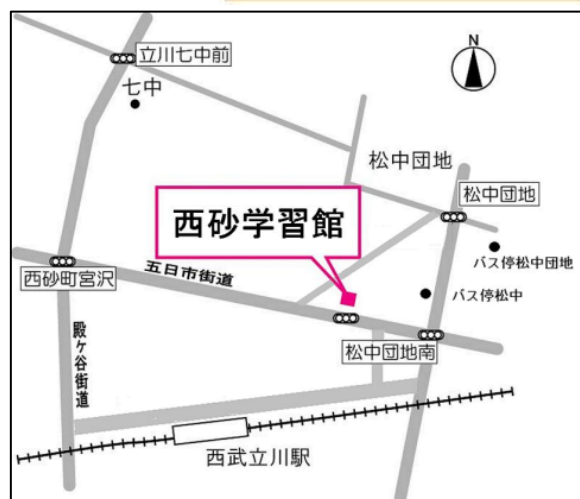 立川七中前
七中
N
松中団地
松中団地
西砂学習館
バス停松中団地
五日市街道
西砂町宮沢
バス停松中
松中団地南
殿ヶ谷街道
西武立川駅